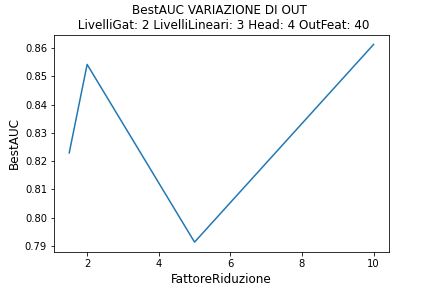 BestAUC VARIAZIONE DI OUT
LivelliGat: 2 LivelliLineari: 3 Head: 4 OutFeat: 40
0.86
0.85
0.84
0.83
0.82
0.81
0.80
0.79
BestAUC
2 4 6 8 10
FattoreRiduzione